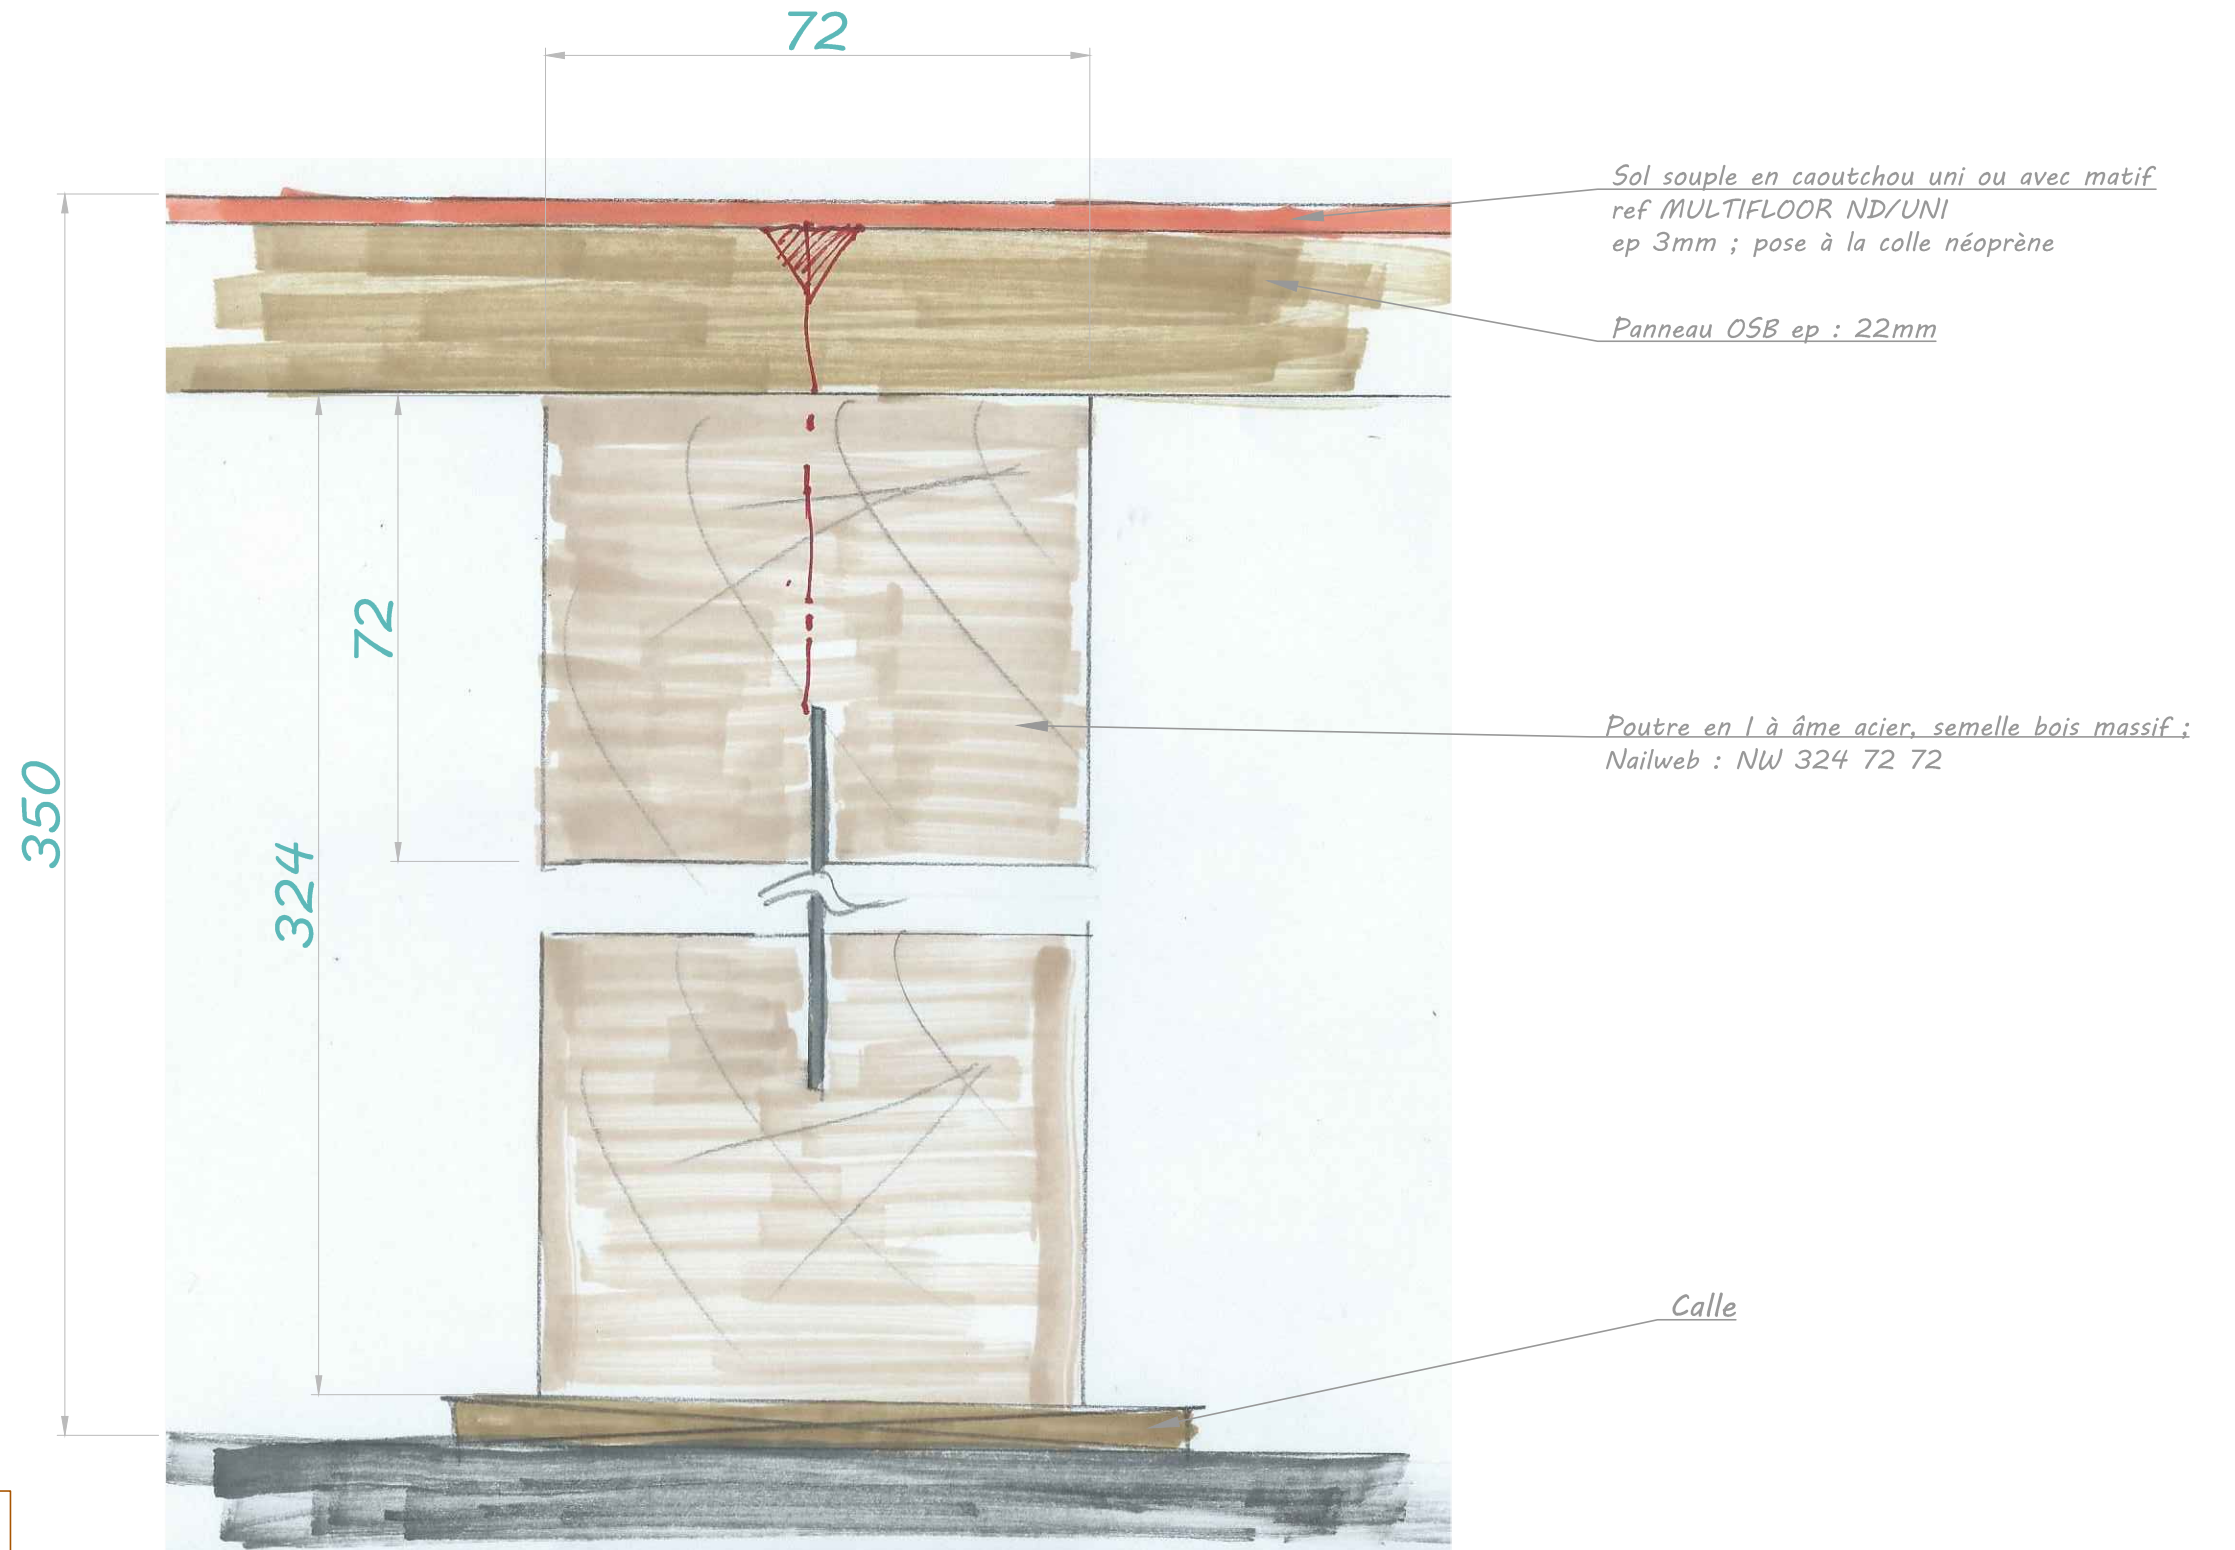 72
Sol souple en caoutchou uni ou avec matif
ref MULTIFLOOR ND/UNI
ep 3mm ; pose à la colle néoprène
Panneau OSB ep : 22mm
72
350
324
Poutre en I à âme acier, semelle bois massif ;
Nailweb : NW 324 72 72
Calle